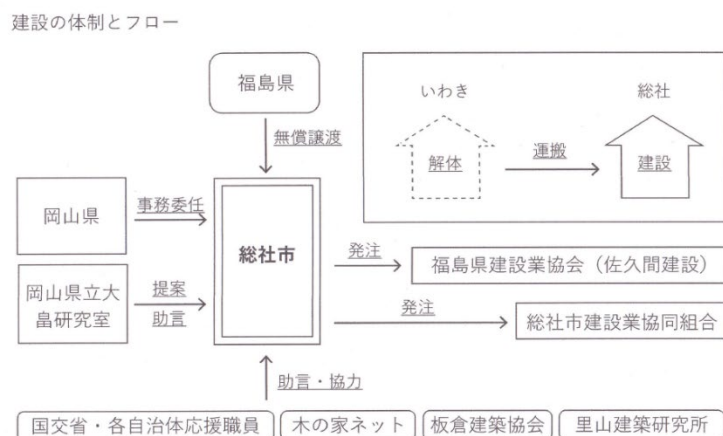 建設の体制とフロー
福島県
無償譲渡
いわき
総社
解体
運搬
建設
岡山県
事務委任
総社市
岡山県立大
畠研究室
提案
助言
発注
福島県建設業協会（佐久間建設）
発注
総社市建設業協同組合
助言・協力
国交省・各自治体応援職員
木の家ネット
板倉建築協会
里山建築研究所